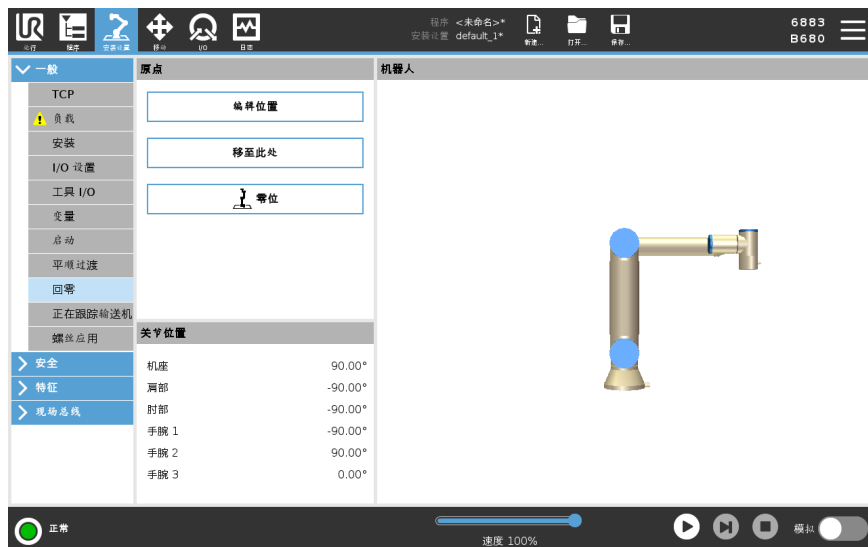 UR
运行
程序
安装设置
移动
I/O
日志
程序 <未命名>*
安装设置 default_1*
新建...
打开...
保存...
6883
B680
一般
TCP
负载
安装
I/O 设置
工具 I/O
变量
启动
平顺过渡
回零
正在跟踪输送机
螺丝应用
安全
特征
现场总线
原点
编辑位置
移至此处
零位
关节位置
机座 90.00°
肩部 -90.00°
肘部 -90.00°
手腕 1 -90.00°
手腕 2 90.00°
手腕 3 0.00°
机器人
正常
速度 100%
模拟